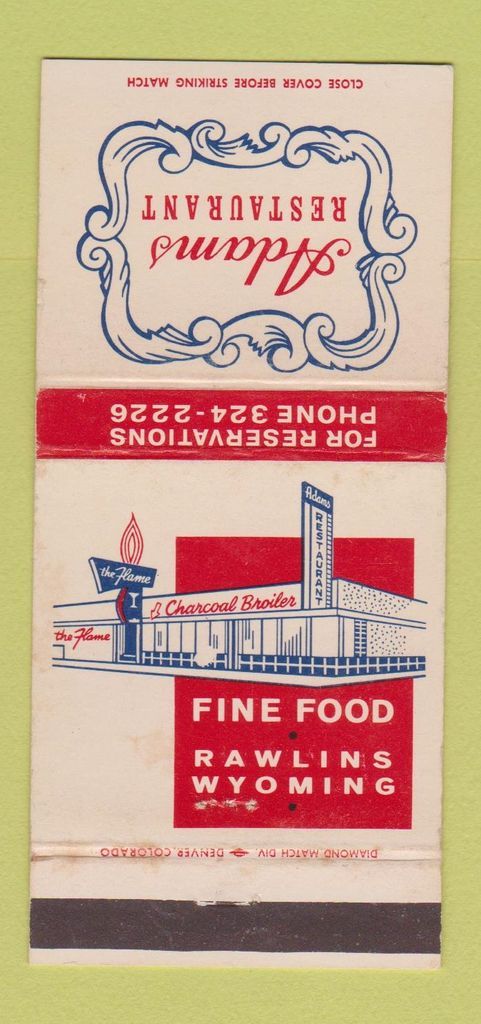 CLOSE COVER BEFORE STRIKING MATCH
Adams
RESTAURANT
FOR RESERVATIONS
PHONE 324-2226
Adams
RESTAURANT
the Flame
Charcoal Broiler
the Flame
FINE FOOD
RAWLINS
WYOMING
DIAMOND MATCH DIV. DENVER, COLORADO